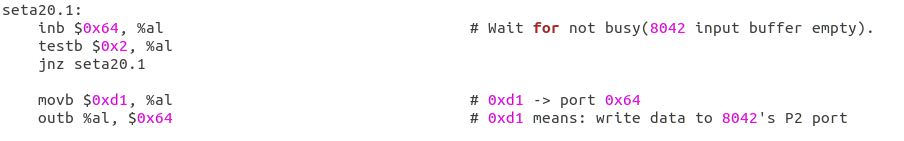 seta20.1:
inb $0x64, %al # Wait for not busy(8042 input buffer empty).
testb $0x2, %al
jnz seta20.1
movb $0xd1, %al # 0xd1 -> port 0x64
outb %al, $0x64 # 0xd1 means: write data to 8042's P2 port